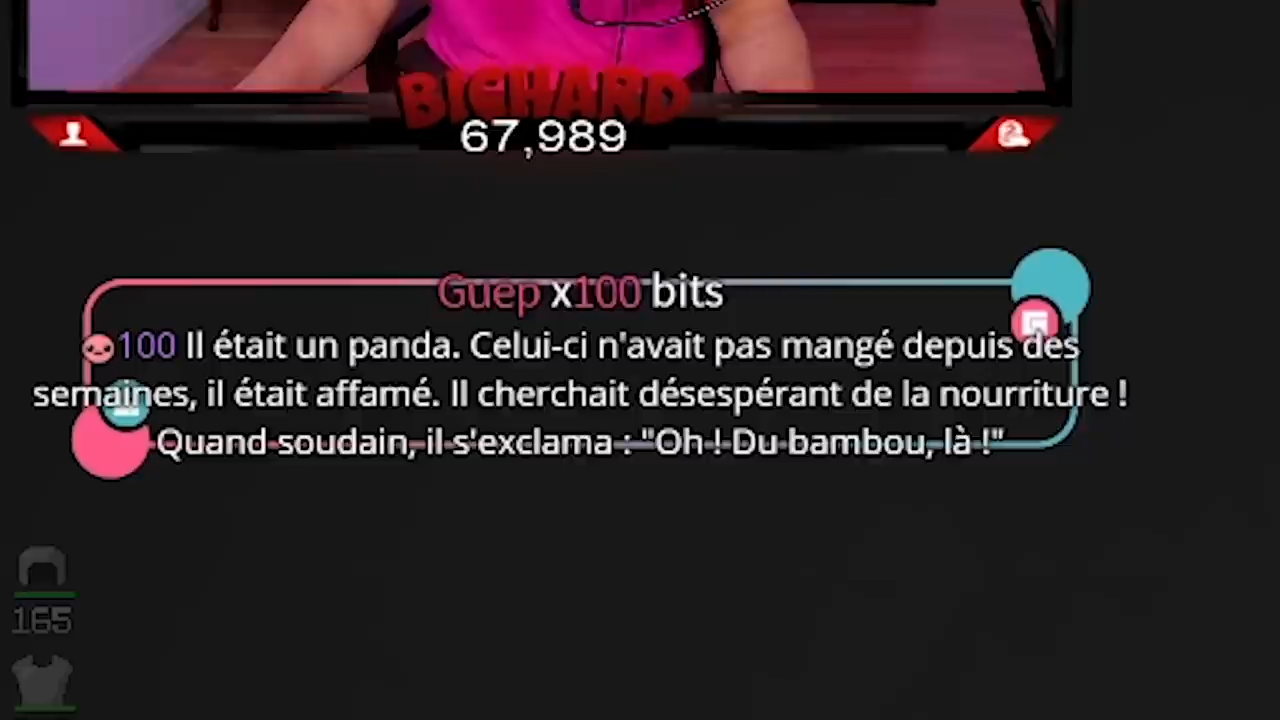 BICHARD
67,989
Guep x100 bits
100 Il était un panda. Celui-ci n'avait pas mangé depuis des
semaines, il était affamé. Il cherchait désespérant de la nourriture !
Quand soudain, il s'exclama : "Oh ! Du bambou, là !"
165